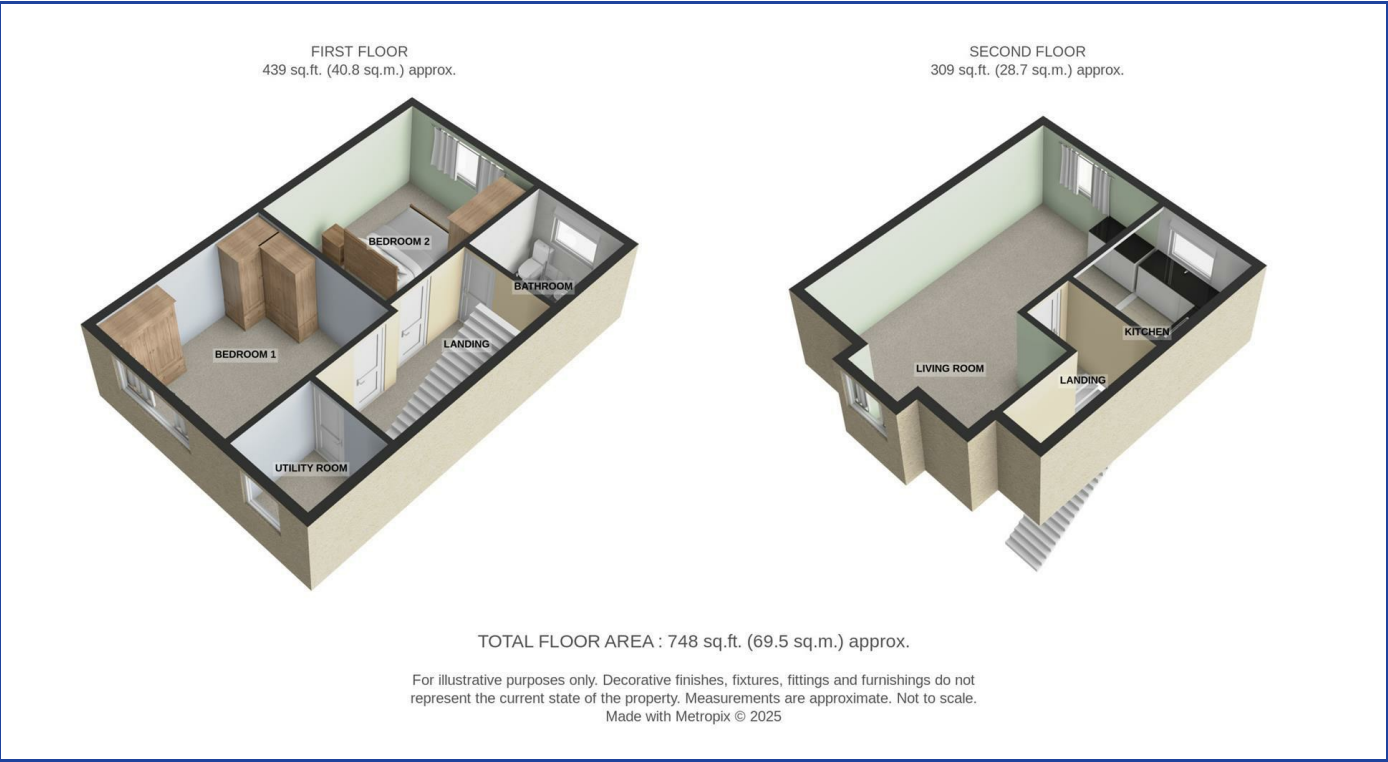 FIRST FLOOR
439 sq.ft. (40.8 sq.m.) approx.
BEDROOM 2
BATHROOM
LANDING
BEDROOM 1
UTILITY ROOM
SECOND FLOOR
309 sq.ft. (28.7 sq.m.) approx.
KITCHEN
LIVING ROOM
LANDING
TOTAL FLOOR AREA : 748 sq.ft. (69.5 sq.m.) approx.
For illustrative purposes only. Decorative finishes, fixtures, fittings and furnishings do not
represent the current state of the property. Measurements are approximate. Not to scale.
Made with Metropix © 2025